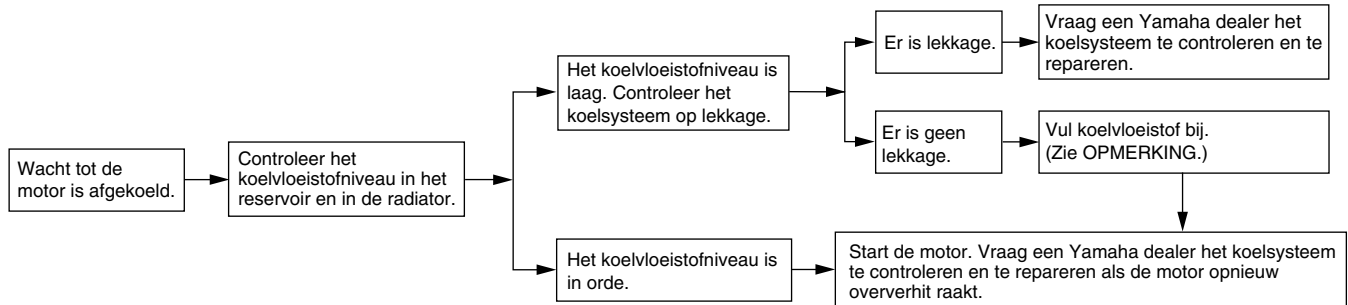 Wacht tot de
motor is afgekoeld.
Controleer het
koelvloeistofniveau in het
reservoir en in de radiator.
Het koelvloeistofniveau is
laag. Controleer het
koelsysteem op lekkage.
Er is lekkage.
Vraag een Yamaha dealer het
koelsysteem te controleren en te
repareren.
Er is geen
lekkage.
Vul koelvloeistof bij.
(Zie OPMERKING.)
Het koelvloeistofniveau is
in orde.
Start de motor. Vraag een Yamaha dealer het koelsysteem
te controleren en te repareren als de motor opnieuw
oververhit raakt.